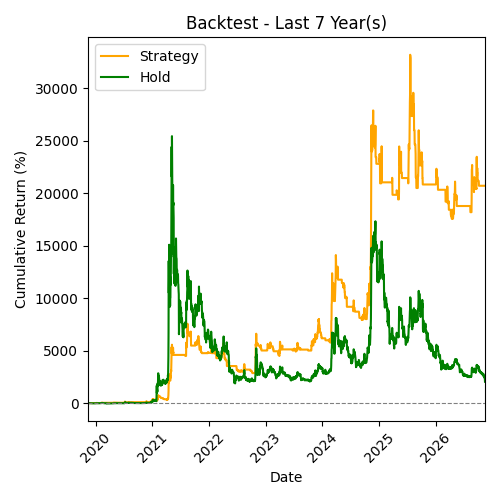 Backtest - Last 7 Year(s)
Strategy
Hold
Cumulative Return (%)
30000
25000
20000
15000
10000
5000
0
2020
2021
2022
2023
2024
2025
2026
Date